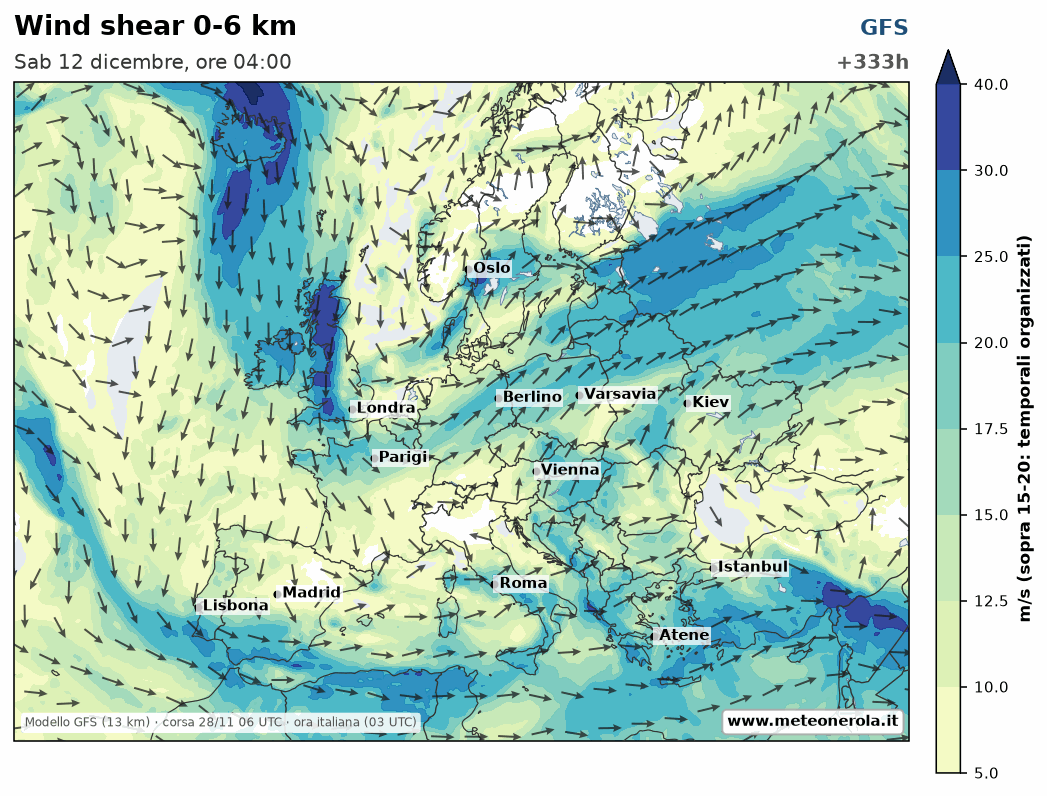 Wind shear 0-6 km
GFS
Sab 12 dicembre, ore 04:00
+333h
40.0
30.0
25.0
20.0
17.5
15.0
12.5
10.0
5.0
m/s (sopra 15-20: temporali organizzati)
Oslo
Berlino
Varsavia
Kiev
Londra
Parigi
Vienna
Istanbul
Roma
Madrid
Lisbona
Atene
Modello GFS (13 km) · corsa 28/11 06 UTC · ora italiana (03 UTC)
www.meteonerola.it